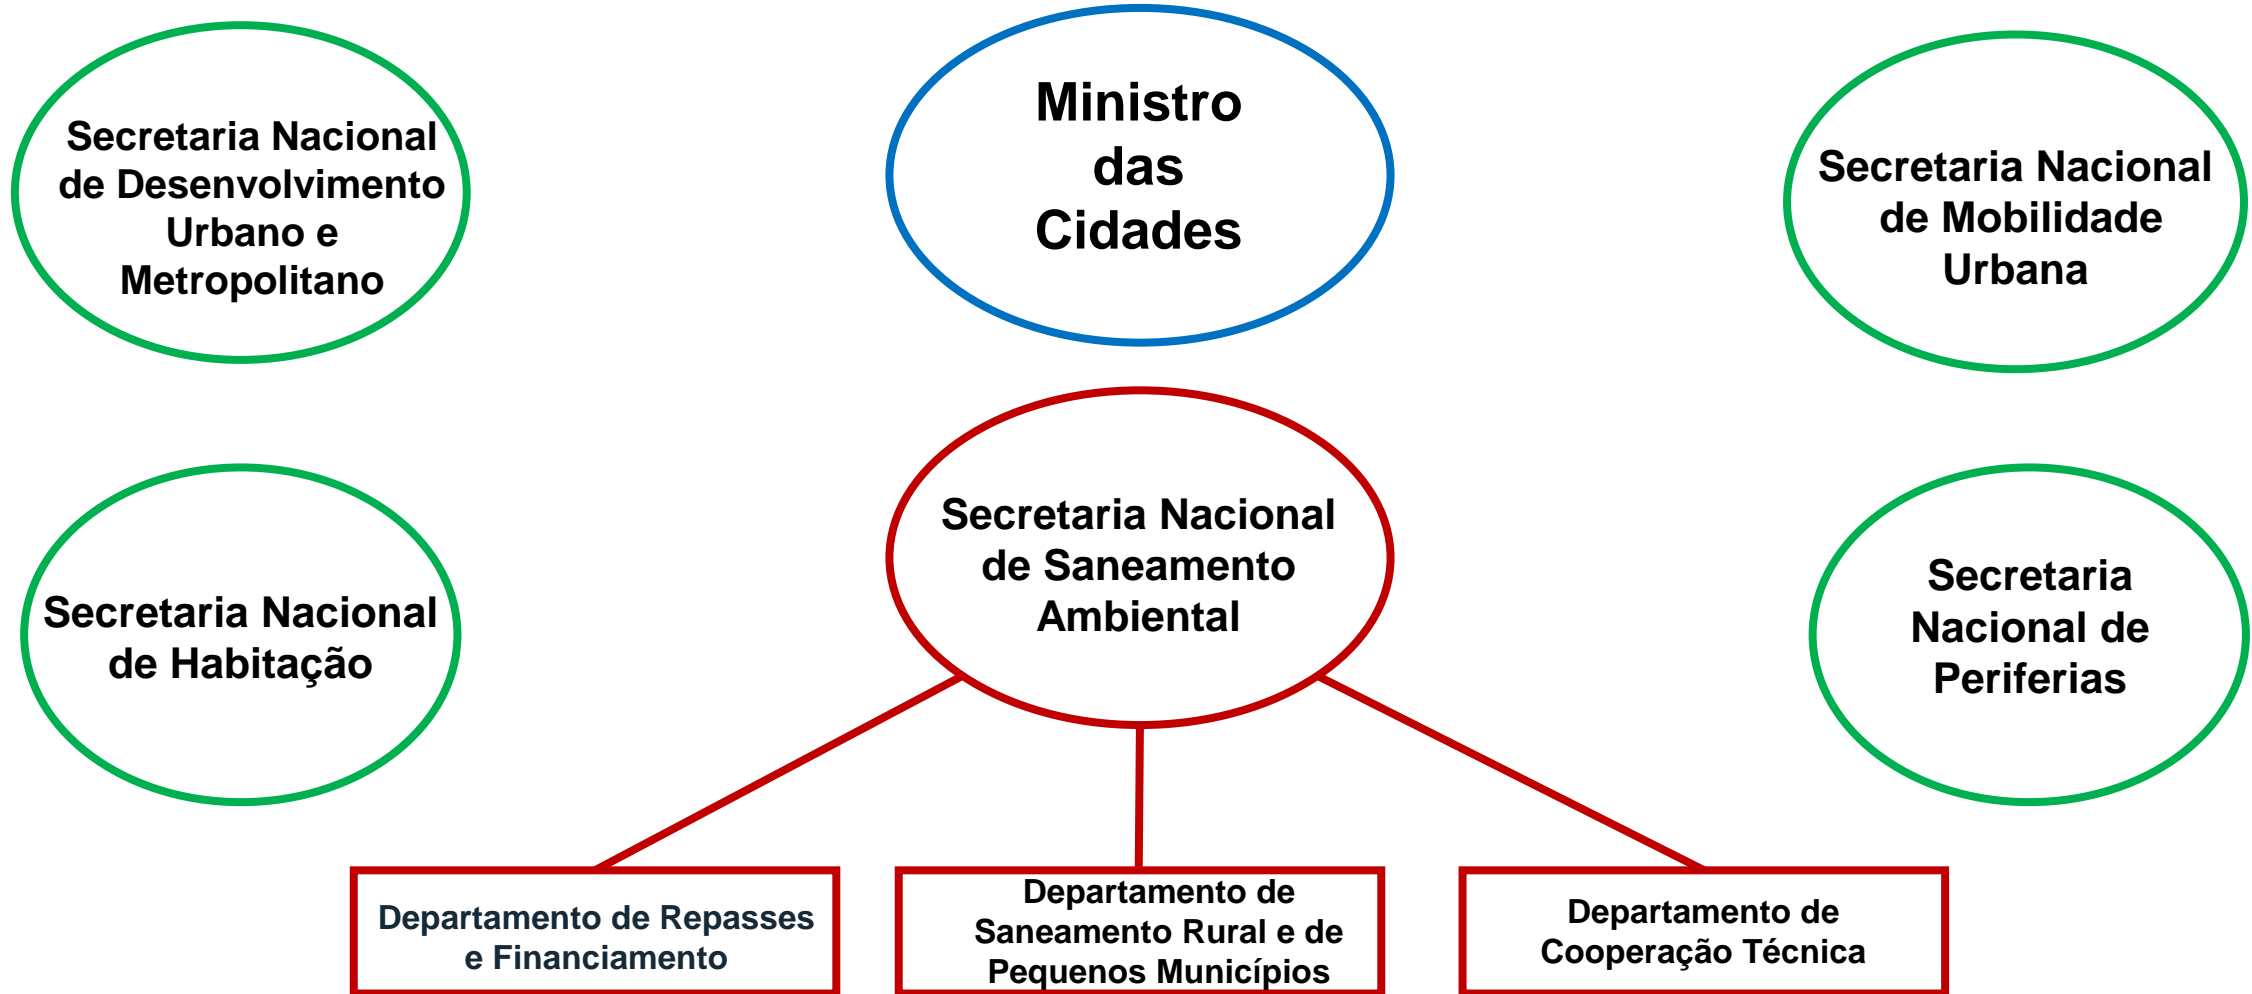 Secretaria Nacional
de Desenvolvimento
Urbano e
Metropolitano
Ministro
das
Cidades
Secretaria Nacional
de Mobilidade
Urbana
Secretaria Nacional
de Habitação
Secretaria Nacional
de Saneamento
Ambiental
Secretaria
Nacional de
Periferias
Departamento de Repasses
e Financiamento
Departamento de
Saneamento Rural e de
Pequenos Municípios
Departamento de
Cooperação Técnica